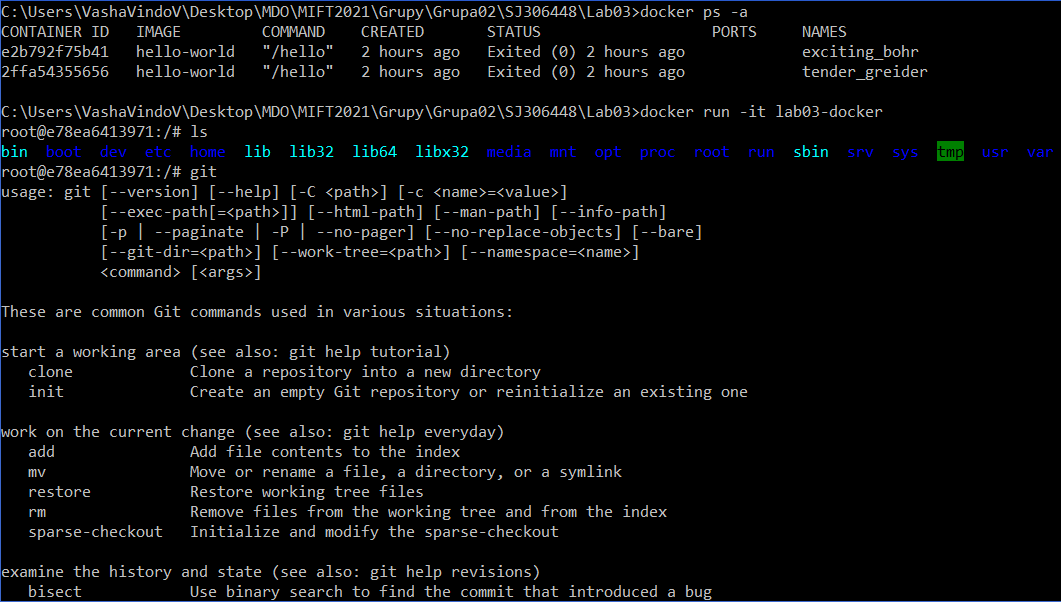 C:\Users\VashaVindoV\Desktop\MDO\MIFT2021\Grupy\Grupa02\SJ306448\Lab03>docker ps -a
CONTAINER ID   IMAGE         COMMAND    CREATED       STATUS                   PORTS     NAMES
e2b792f75b41   hello-world   "/hello"   2 hours ago   Exited (0) 2 hours ago             exciting_bohr
2ffa54355656   hello-world   "/hello"   2 hours ago   Exited (0) 2 hours ago             tender_greider
C:\Users\VashaVindoV\Desktop\MDO\MIFT2021\Grupy\Grupa02\SJ306448\Lab03>docker run -it lab03-docker
root@e78ea6413971:/# ls
bin  boot  dev  etc  home  lib  lib32  lib64  libx32  media  mnt  opt  proc  root  run  sbin  srv  sys  tmp  usr  var
root@e78ea6413971:/# git
usage: git [--version] [--help] [-C <path>] [-c <name>=<value>]
           [--exec-path[=<path>]] [--html-path] [--man-path] [--info-path]
           [-p | --paginate | -P | --no-pager] [--no-replace-objects] [--bare]
           [--git-dir=<path>] [--work-tree=<path>] [--namespace=<name>]
           <command> [<args>]
These are common Git commands used in various situations:
start a working area (see also: git help tutorial)
   clone             Clone a repository into a new directory
   init              Create an empty Git repository or reinitialize an existing one
work on the current change (see also: git help everyday)
   add               Add file contents to the index
   mv                Move or rename a file, a directory, or a symlink
   restore           Restore working tree files
   rm                Remove files from the working tree and from the index
   sparse-checkout   Initialize and modify the sparse-checkout
examine the history and state (see also: git help revisions)
   bisect            Use binary search to find the commit that introduced a bug